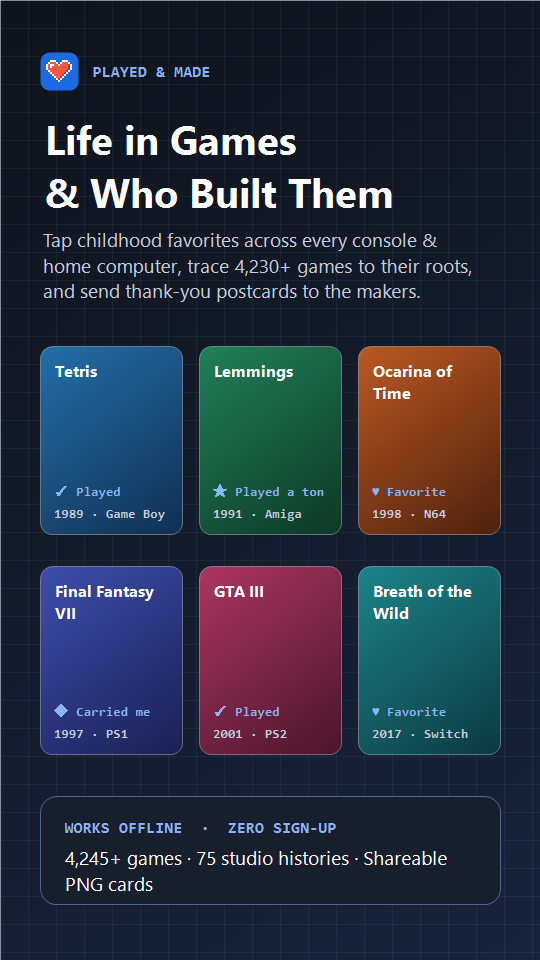 PLAYED & MADE
Life in Games
& Who Built Them
Tap childhood favorites across every console &
home computer, trace 4,230+ games to their roots,
and send thank-you postcards to the makers.
Tetris
✓ Played
1989 · Game Boy
Lemmings
★ Played a ton
1991 · Amiga
Ocarina of
Time
♥ Favorite
1998 · N64
Final Fantasy
VII
◆ Carried me
1997 · PS1
GTA III
✓ Played
2001 · PS2
Breath of the
Wild
♥ Favorite
2017 · Switch
WORKS OFFLINE · ZERO SIGN-UP
4,245+ games · 75 studio histories · Shareable
PNG cards